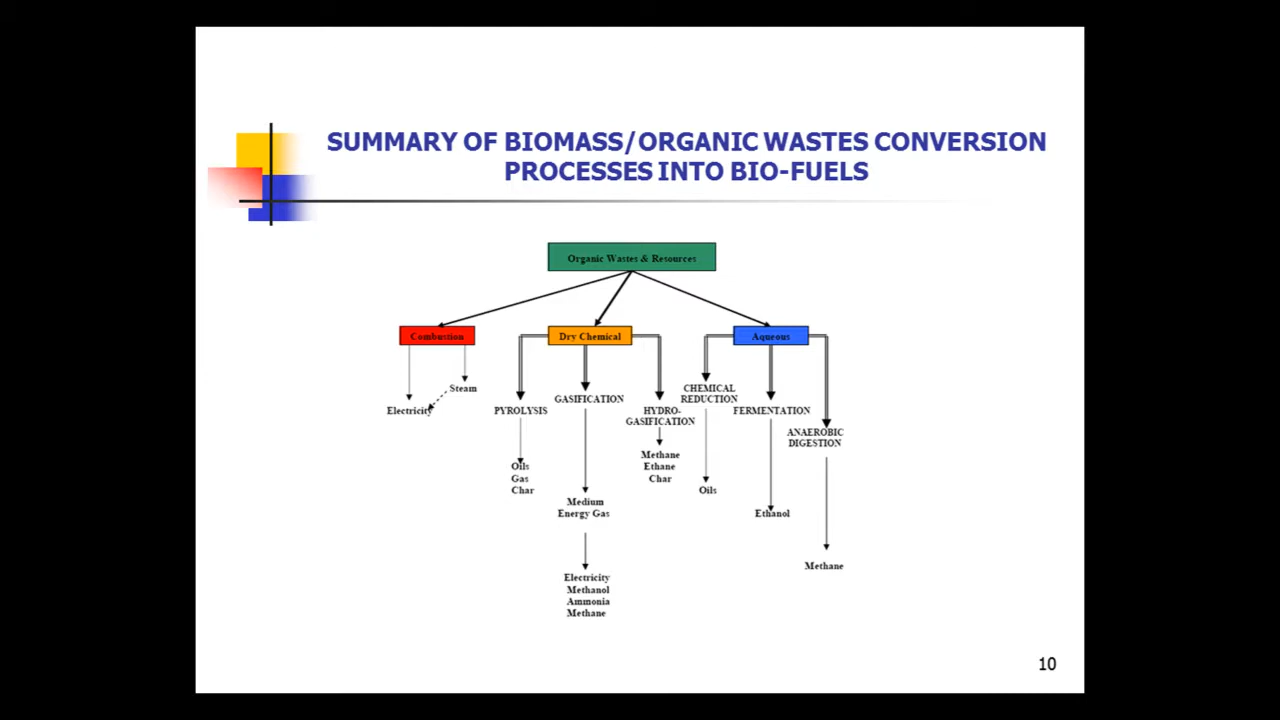 SUMMARY OF BIOMASS/ORGANIC WASTES CONVERSION
PROCESSES INTO BIO-FUELS
Organic Wastes & Resources
Combustion
Dry Chemical
Aqueous
Steam
Electricity
PYROLYSIS
GASIFICATION
HYDRO-
GASIFICATION
CHEMICAL
REDUCTION
FERMENTATION
ANAEROBIC
DIGESTION
Oils
Gas
Char
Medium
Energy Gas
Electricity
Methanol
Ammonia
Methane
Methane
Ethane
Char
Oils
Ethanol
Methane
10